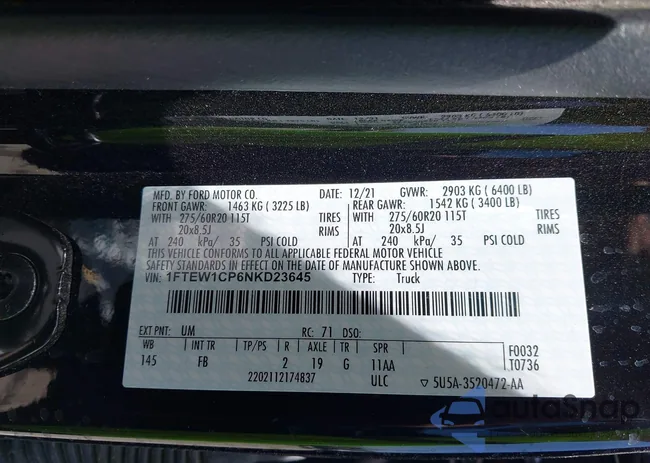 MFD. BY FORD MOTOR CO. DATE: 12/21 GVWR: 2903 KG ( 6400 LB)
FRONT GAWR: 1463 KG ( 3225 LB) REAR GAWR: 1542 KG ( 3400 LB)
WITH 275/60R20 115T TIRES WITH 275/60R20 115T TIRES
20x8.5J RIMS 20x8.5J RIMS
AT 240 kPa/ 35 PSI COLD AT 240 kPa/ 35 PSI COLD
THIS VEHICLE CONFORMS TO ALL APPLICABLE FEDERAL MOTOR VEHICLE
SAFETY STANDARDS IN EFFECT ON THE DATE OF MANUFACTURE SHOWN ABOVE.
VIN: 1FTEW1CP6NKD23645 TYPE: Truck
EXT PNT: UM RC: 71 DSO:
WB INT TR TP/PS R AXLE TR SPR F0032
145 FB 2 19 G 11AA T0736
2202112174837 ULC ▽ 5U5A-3520472-AA
autoSnap